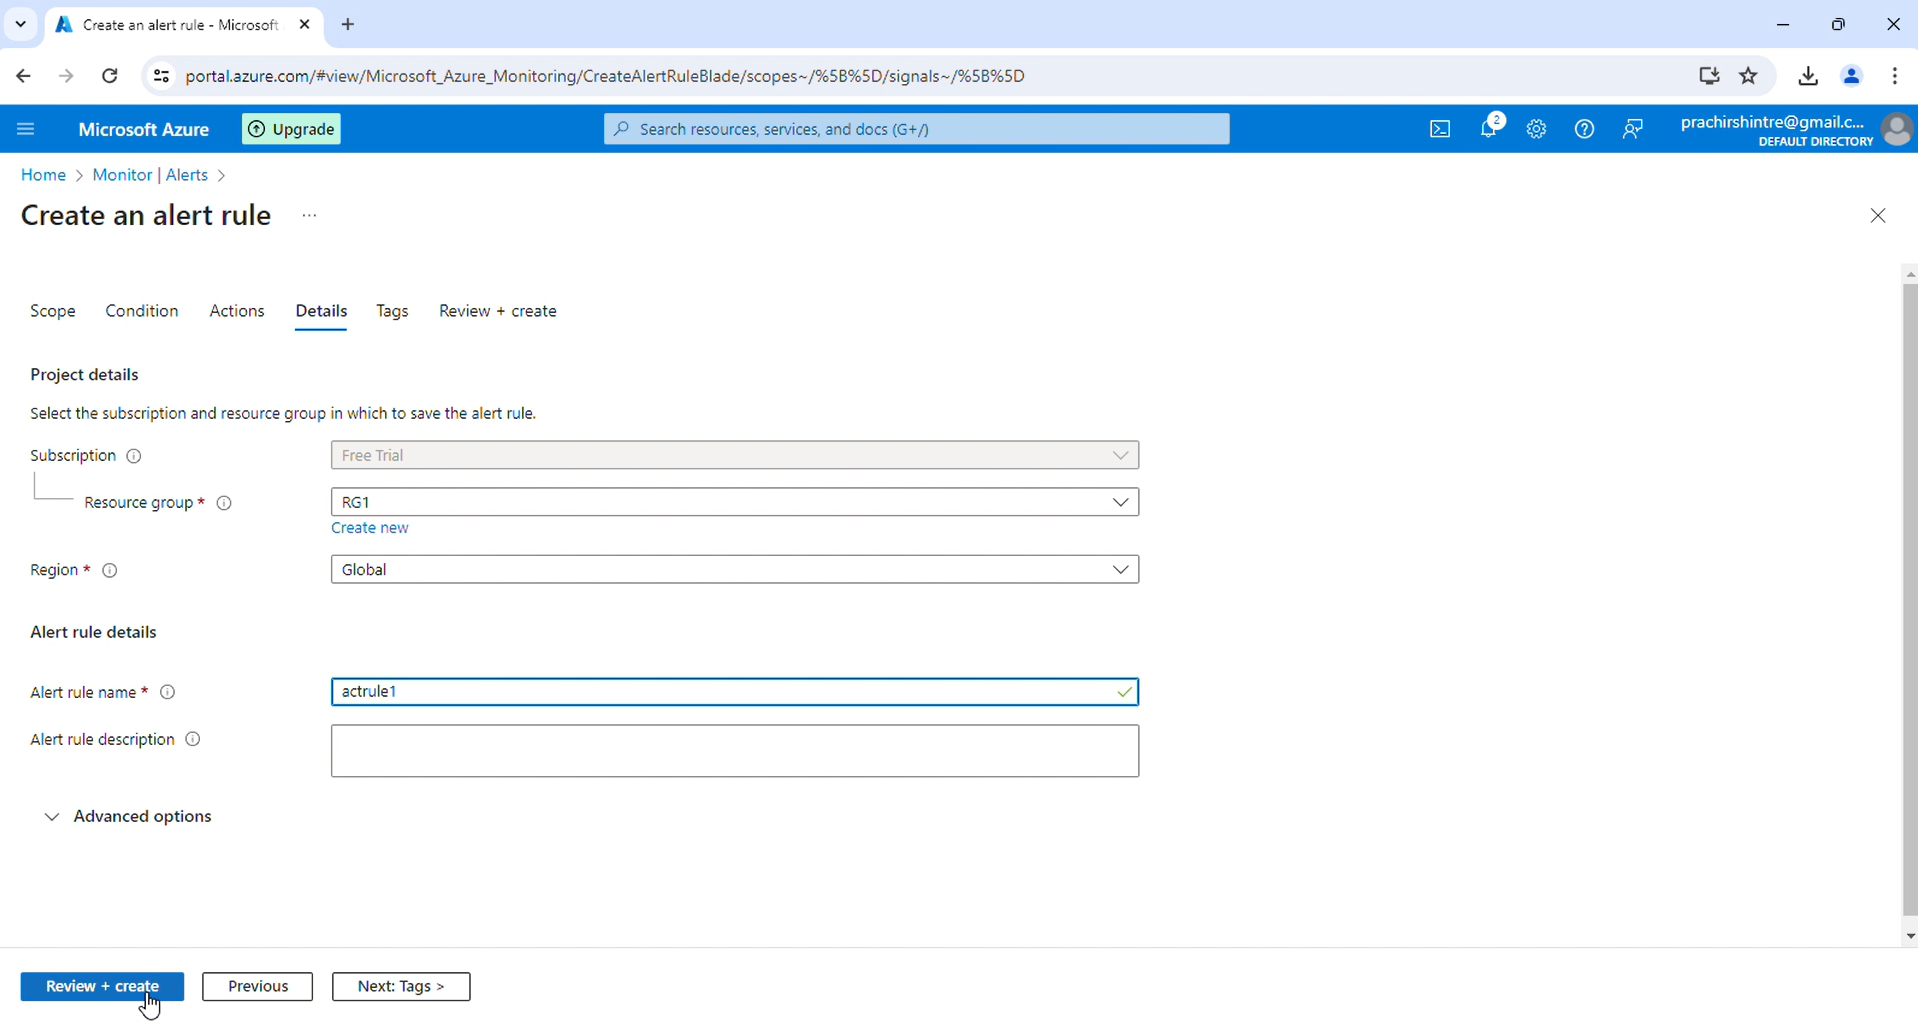 Create an alert rule - Microsoft
portal.azure.com/#view/Microsoft_Azure_Monitoring/CreateAlertRuleBlade/scopes~/%5B%5D/signals~/%5B%5D
Microsoft Azure
Upgrade
Search resources, services, and docs (G+/)
2
prachirshintre@gmail.c...
DEFAULT DIRECTORY
Home > Monitor | Alerts >
Create an alert rule ...
Scope Condition Actions Details Tags Review + create
Project details
Select the subscription and resource group in which to save the alert rule.
Subscription
Free Trial
Resource group *
RG1
Create new
Region *
Global
Alert rule details
Alert rule name *
actrule1
Alert rule description
Advanced options
Review + create
Previous
Next: Tags >